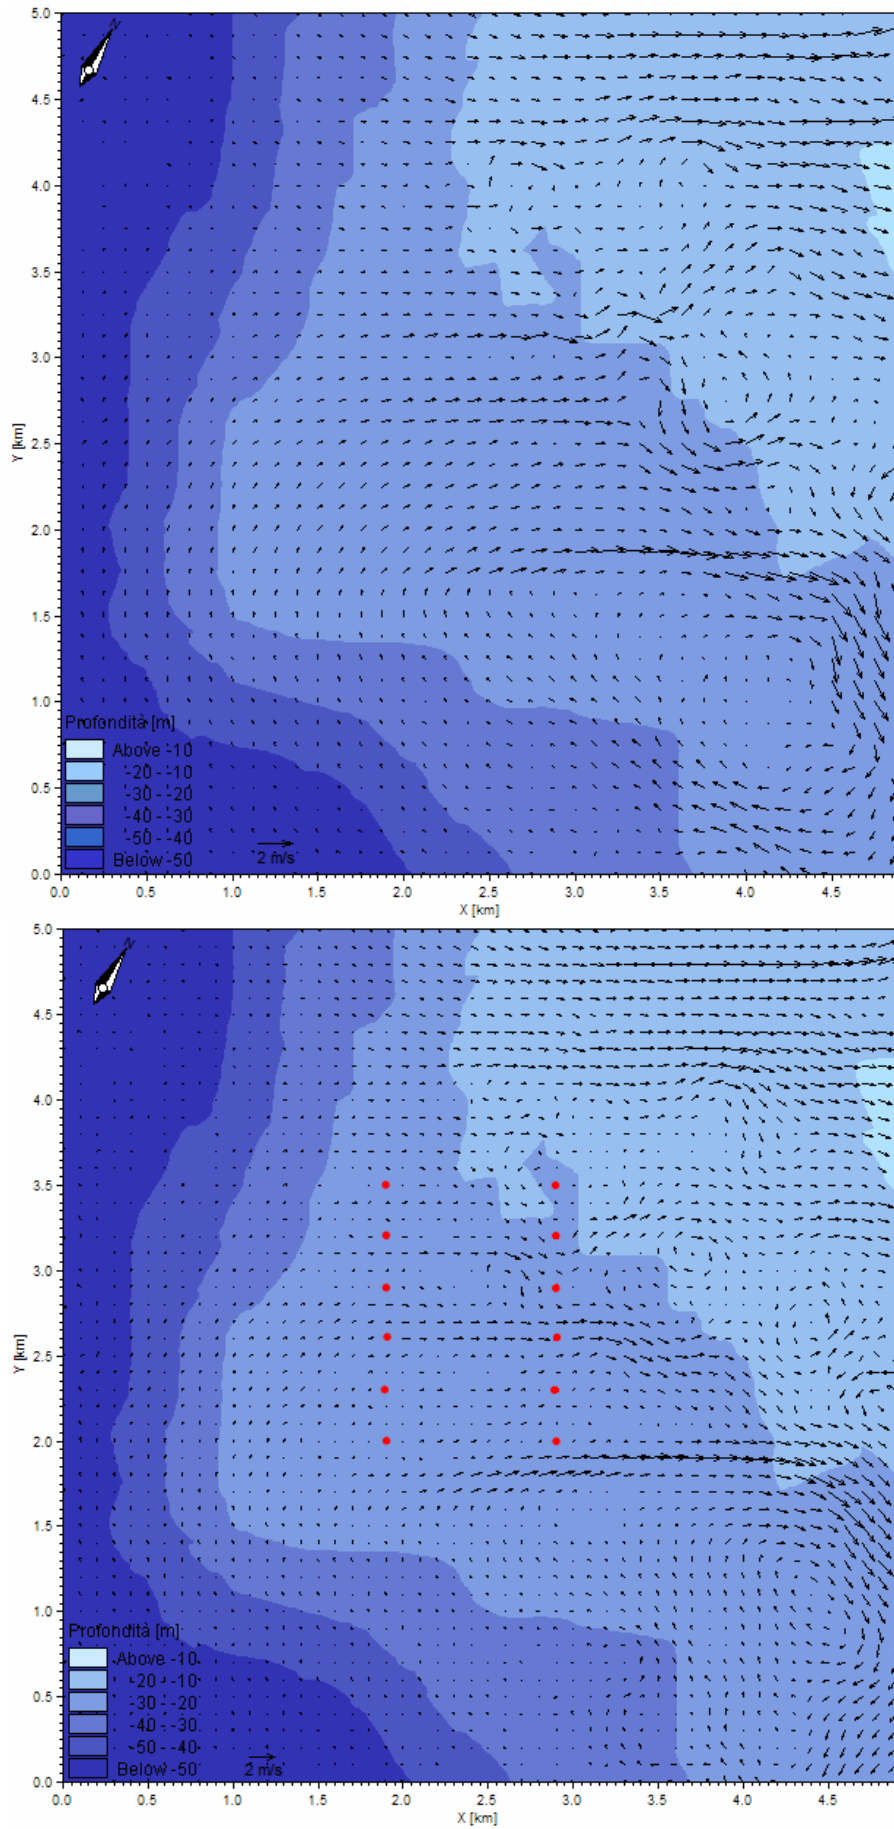 5.0
N
4.5
4.0
3.5
3.0
Y [km]
2.5
2.0
1.5
1.0
Profondità [m]
Above -10
-20 - -10
-30 - -20
-40 - -30
-50 - -40
Below -50
0.5
2 m/s
0.0
0.0 0.5 1.0 1.5 2.0 2.5 3.0 3.5 4.0 4.5
X [km]
5.0
N
4.5
4.0
3.5
3.0
Y [km]
2.5
2.0
1.5
1.0
Profondità [m]
Above -10
-20 - -10
-30 - -20
-40 - -30
-50 - -40
Below -50
0.5
2 m/s
0.0
0.0 0.5 1.0 1.5 2.0 2.5 3.0 3.5 4.0 4.5
X [km]